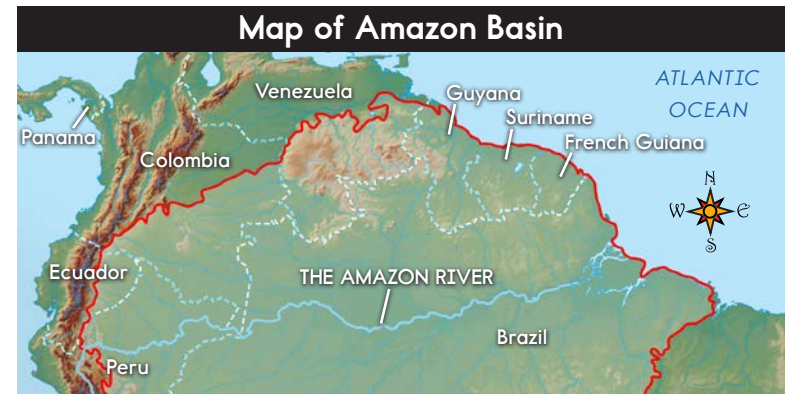 Map of Amazon Basin
Venezuela
Guyana
ATLANTIC
OCEAN
Suriname
Panama
French Guiana
Colombia
N
W E
S
Ecuador
THE AMAZON RIVER
Brazil
Peru